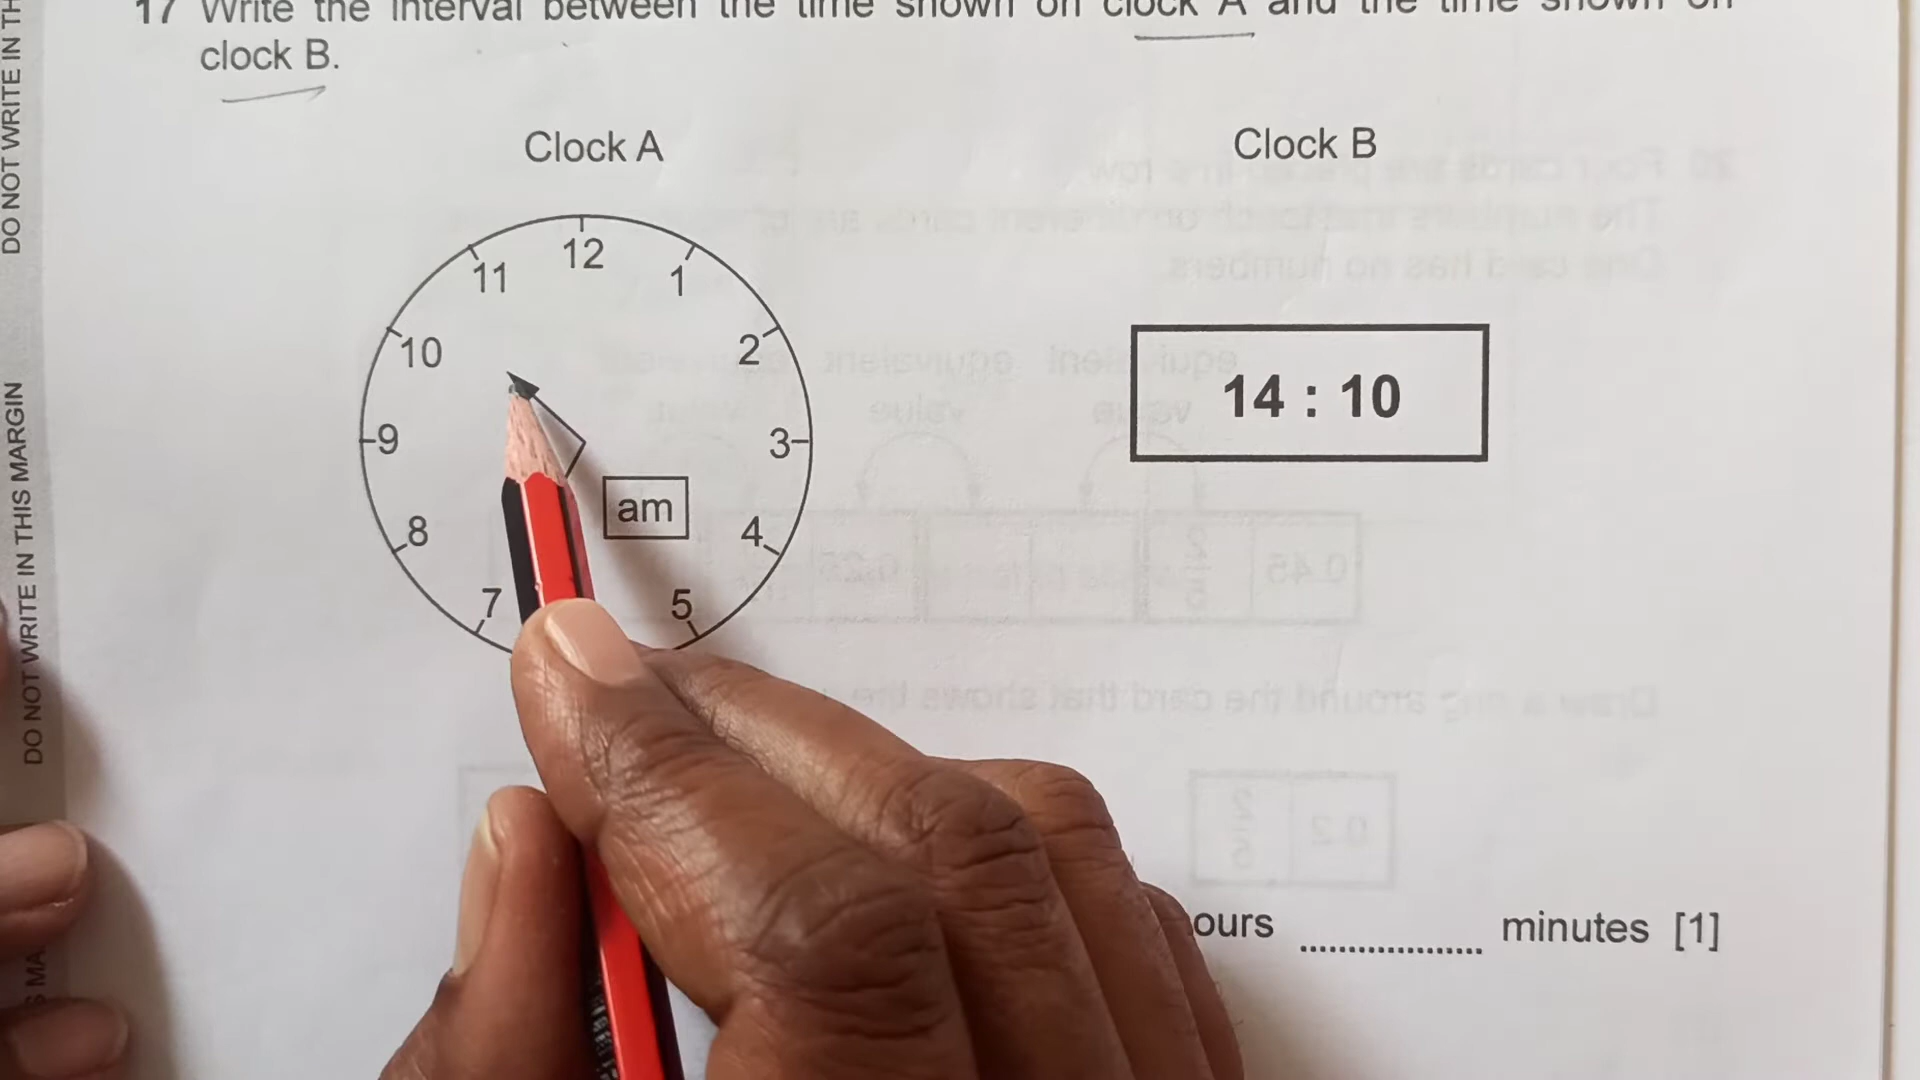 17 Write the interval between the time shown on clock A and the time shown on
clock B.
Clock A
Clock B
12
11
1
10
2
9
3
8
4
7
5
am
14 : 10
ours .................. minutes [1]
DO NOT WRITE IN TH
DO NOT WRITE IN THIS MARGIN
S MA